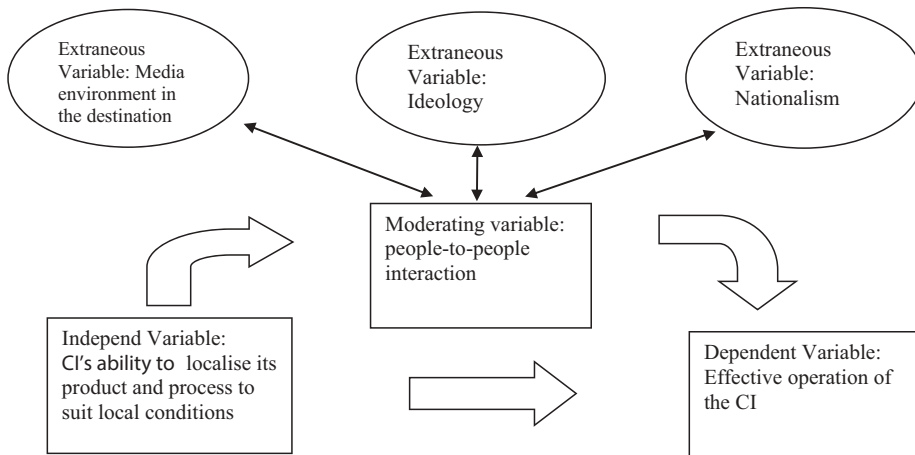 Extraneous
Variable: Media
environment in
the destination
Extraneous
Variable:
Ideology
Extraneous
Variable:
Nationalism
Moderating variable:
people-to-people
interaction
Independ Variable:
CI's ability to localise its
product and process to
suit local conditions
Dependent Variable:
Effective operation of
the CI